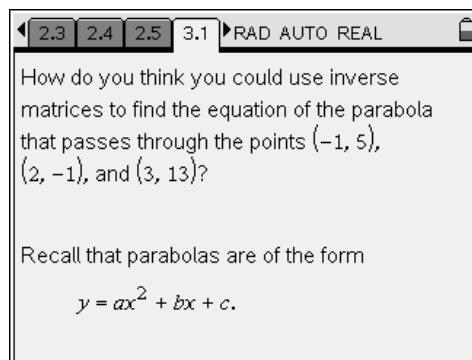 2.3 2.4 2.5 3.1 RAD AUTO REAL
How do you think you could use inverse
matrices to find the equation of the parabola
that passes through the points (−1, 5),
(2, −1), and (3, 13)?
Recall that parabolas are of the form
y = ax² + bx + c.